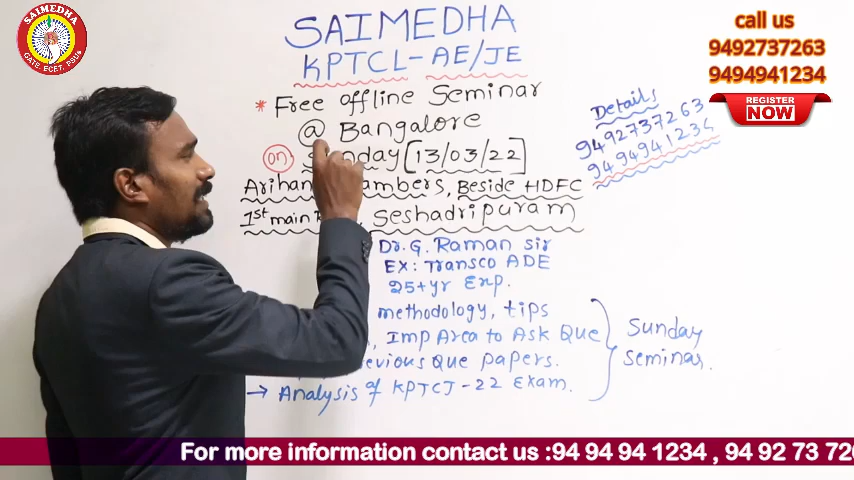 SAIMEDHA
GATE, ECET, PSUs
call us
9492737263
9494941234
REGISTER
NOW
SAIMEDHA
KPTCL-AE/JE
* Free offline Seminar
@ Bangalore
on Sunday [13/03/22]
Chambers, Beside HDFC
1st main Seshadripuram
Details
9492737263
9494941234
Dr. G. Raman sir
EX: Transco ADE
25+yr Exp.
methodology, tips
Imp Area to Ask Que
Que papers.
→ Analysis of KPTCL-22 Exam.
Sunday
Seminar.
For more information contact us :94 94 94 1234 , 94 92 73 72